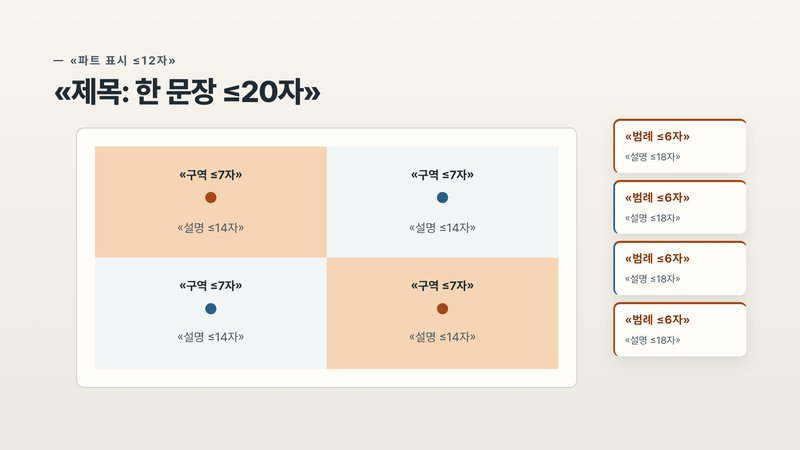 — «파트 표시 ≤12자»
«제목: 한 문장 ≤20자»
«구역 ≤7자»
«설명 ≤14자»
«구역 ≤7자»
«설명 ≤14자»
«구역 ≤7자»
«설명 ≤14자»
«구역 ≤7자»
«설명 ≤14자»
«범례 ≤6자»
«설명 ≤18자»
«범례 ≤6자»
«설명 ≤18자»
«범례 ≤6자»
«설명 ≤18자»
«범례 ≤6자»
«설명 ≤18자»